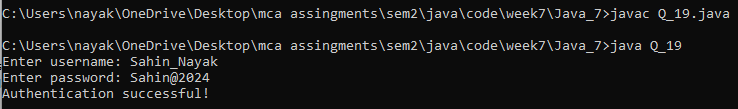 C:\Users\nayak\OneDrive\Desktop\mca assingments\sem2\java\code\week7\Java_7>javac Q_19.java
C:\Users\nayak\OneDrive\Desktop\mca assingments\sem2\java\code\week7\Java_7>java Q_19
Enter username: Sahin_Nayak
Enter password: Sahin@2024
Authentication successful!